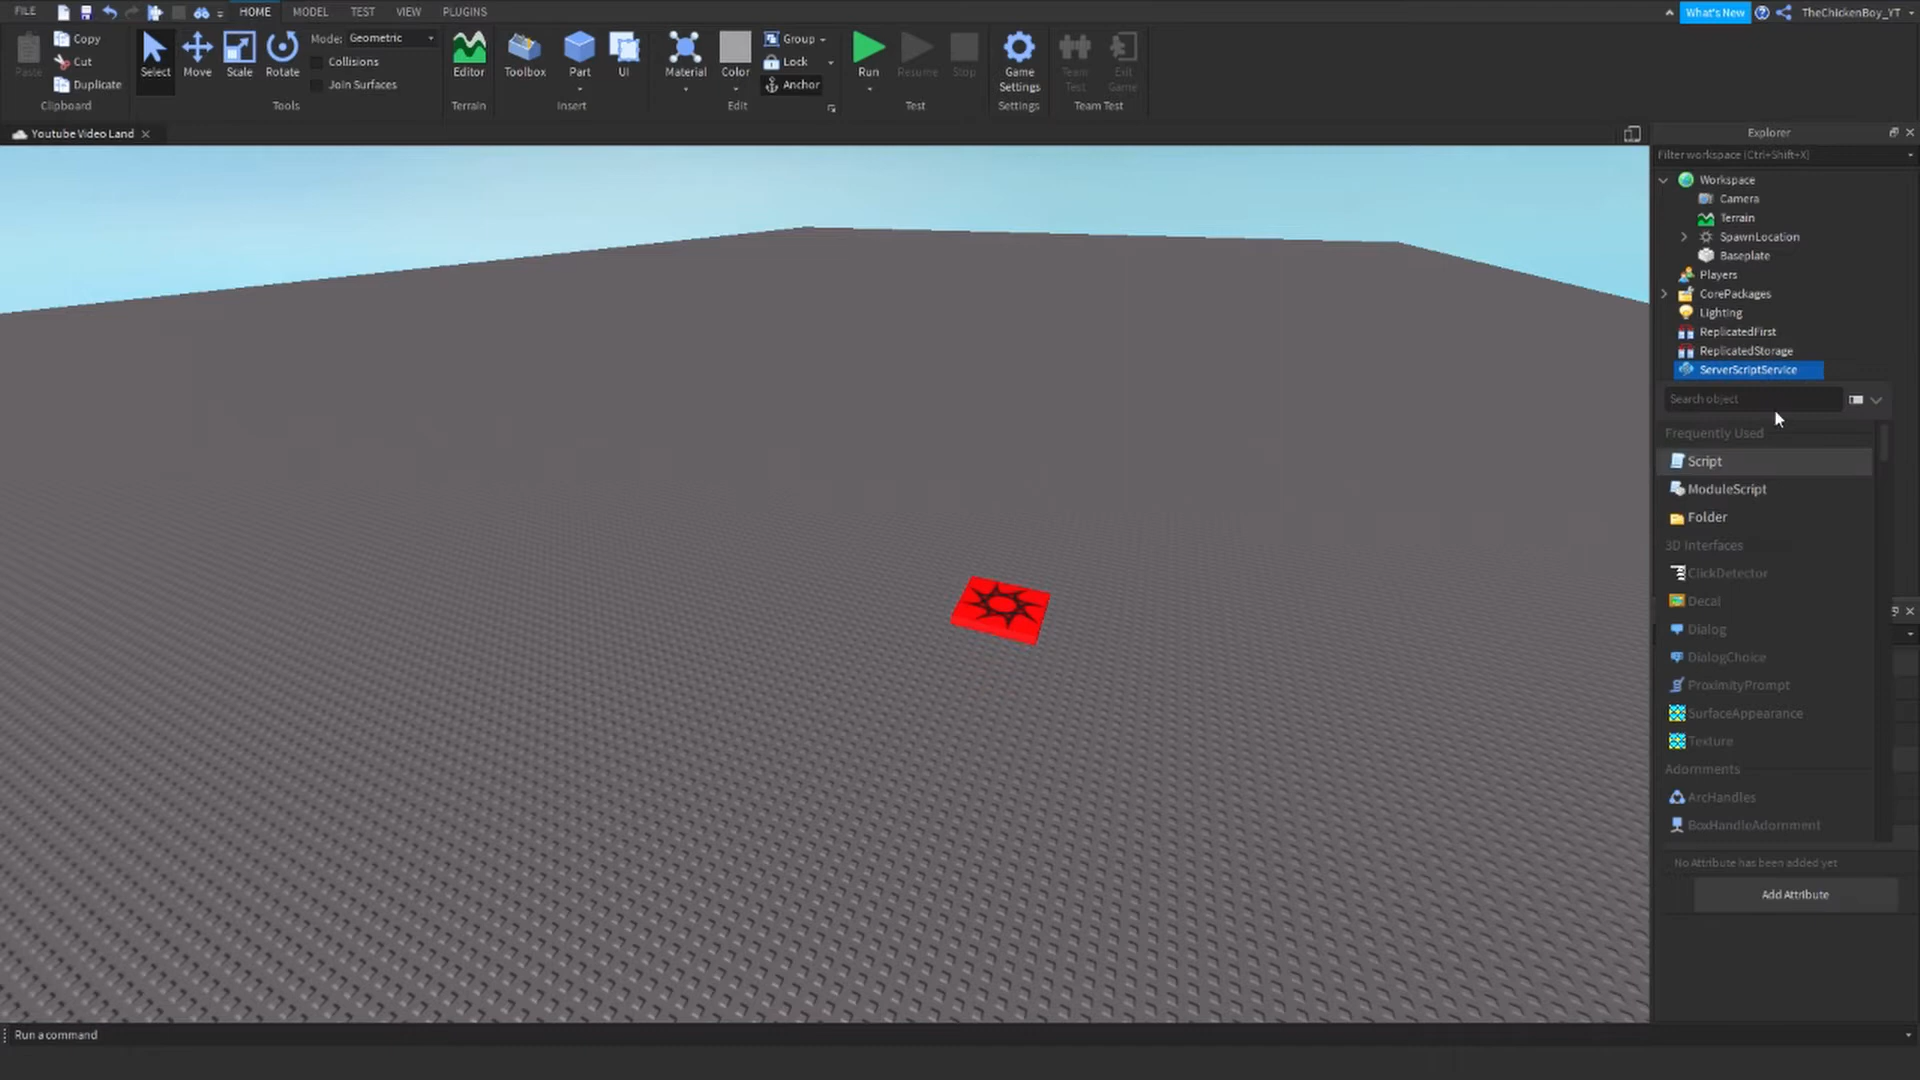 FILE
HOME
MODEL
TEST
VIEW
PLUGINS
What's New
TheChickenBoy_YT
Paste
Copy
Cut
Duplicate
Clipboard
Select
Move
Scale
Rotate
Mode: Geometric
Collisions
Join Surfaces
Tools
Editor
Terrain
Toolbox
Part
UI
Insert
Material
Color
Group
Lock
Anchor
Edit
Run
Resume
Stop
Test
Game
Settings
Settings
Team
Test
Exit
Game
Team Test
Youtube Video Land
Explorer
Filter workspace (Ctrl+Shift+X)
Workspace
Camera
Terrain
SpawnLocation
Baseplate
Players
CorePackages
Lighting
ReplicatedFirst
ReplicatedStorage
ServerScriptService
Search object
Frequently Used
Script
ModuleScript
Folder
3D Interfaces
ClickDetector
Decal
Dialog
DialogChoice
ProximityPrompt
SurfaceAppearance
Texture
Adornments
ArcHandles
BoxHandleAdornment
No Attribute has been added yet
Add Attribute
Run a command